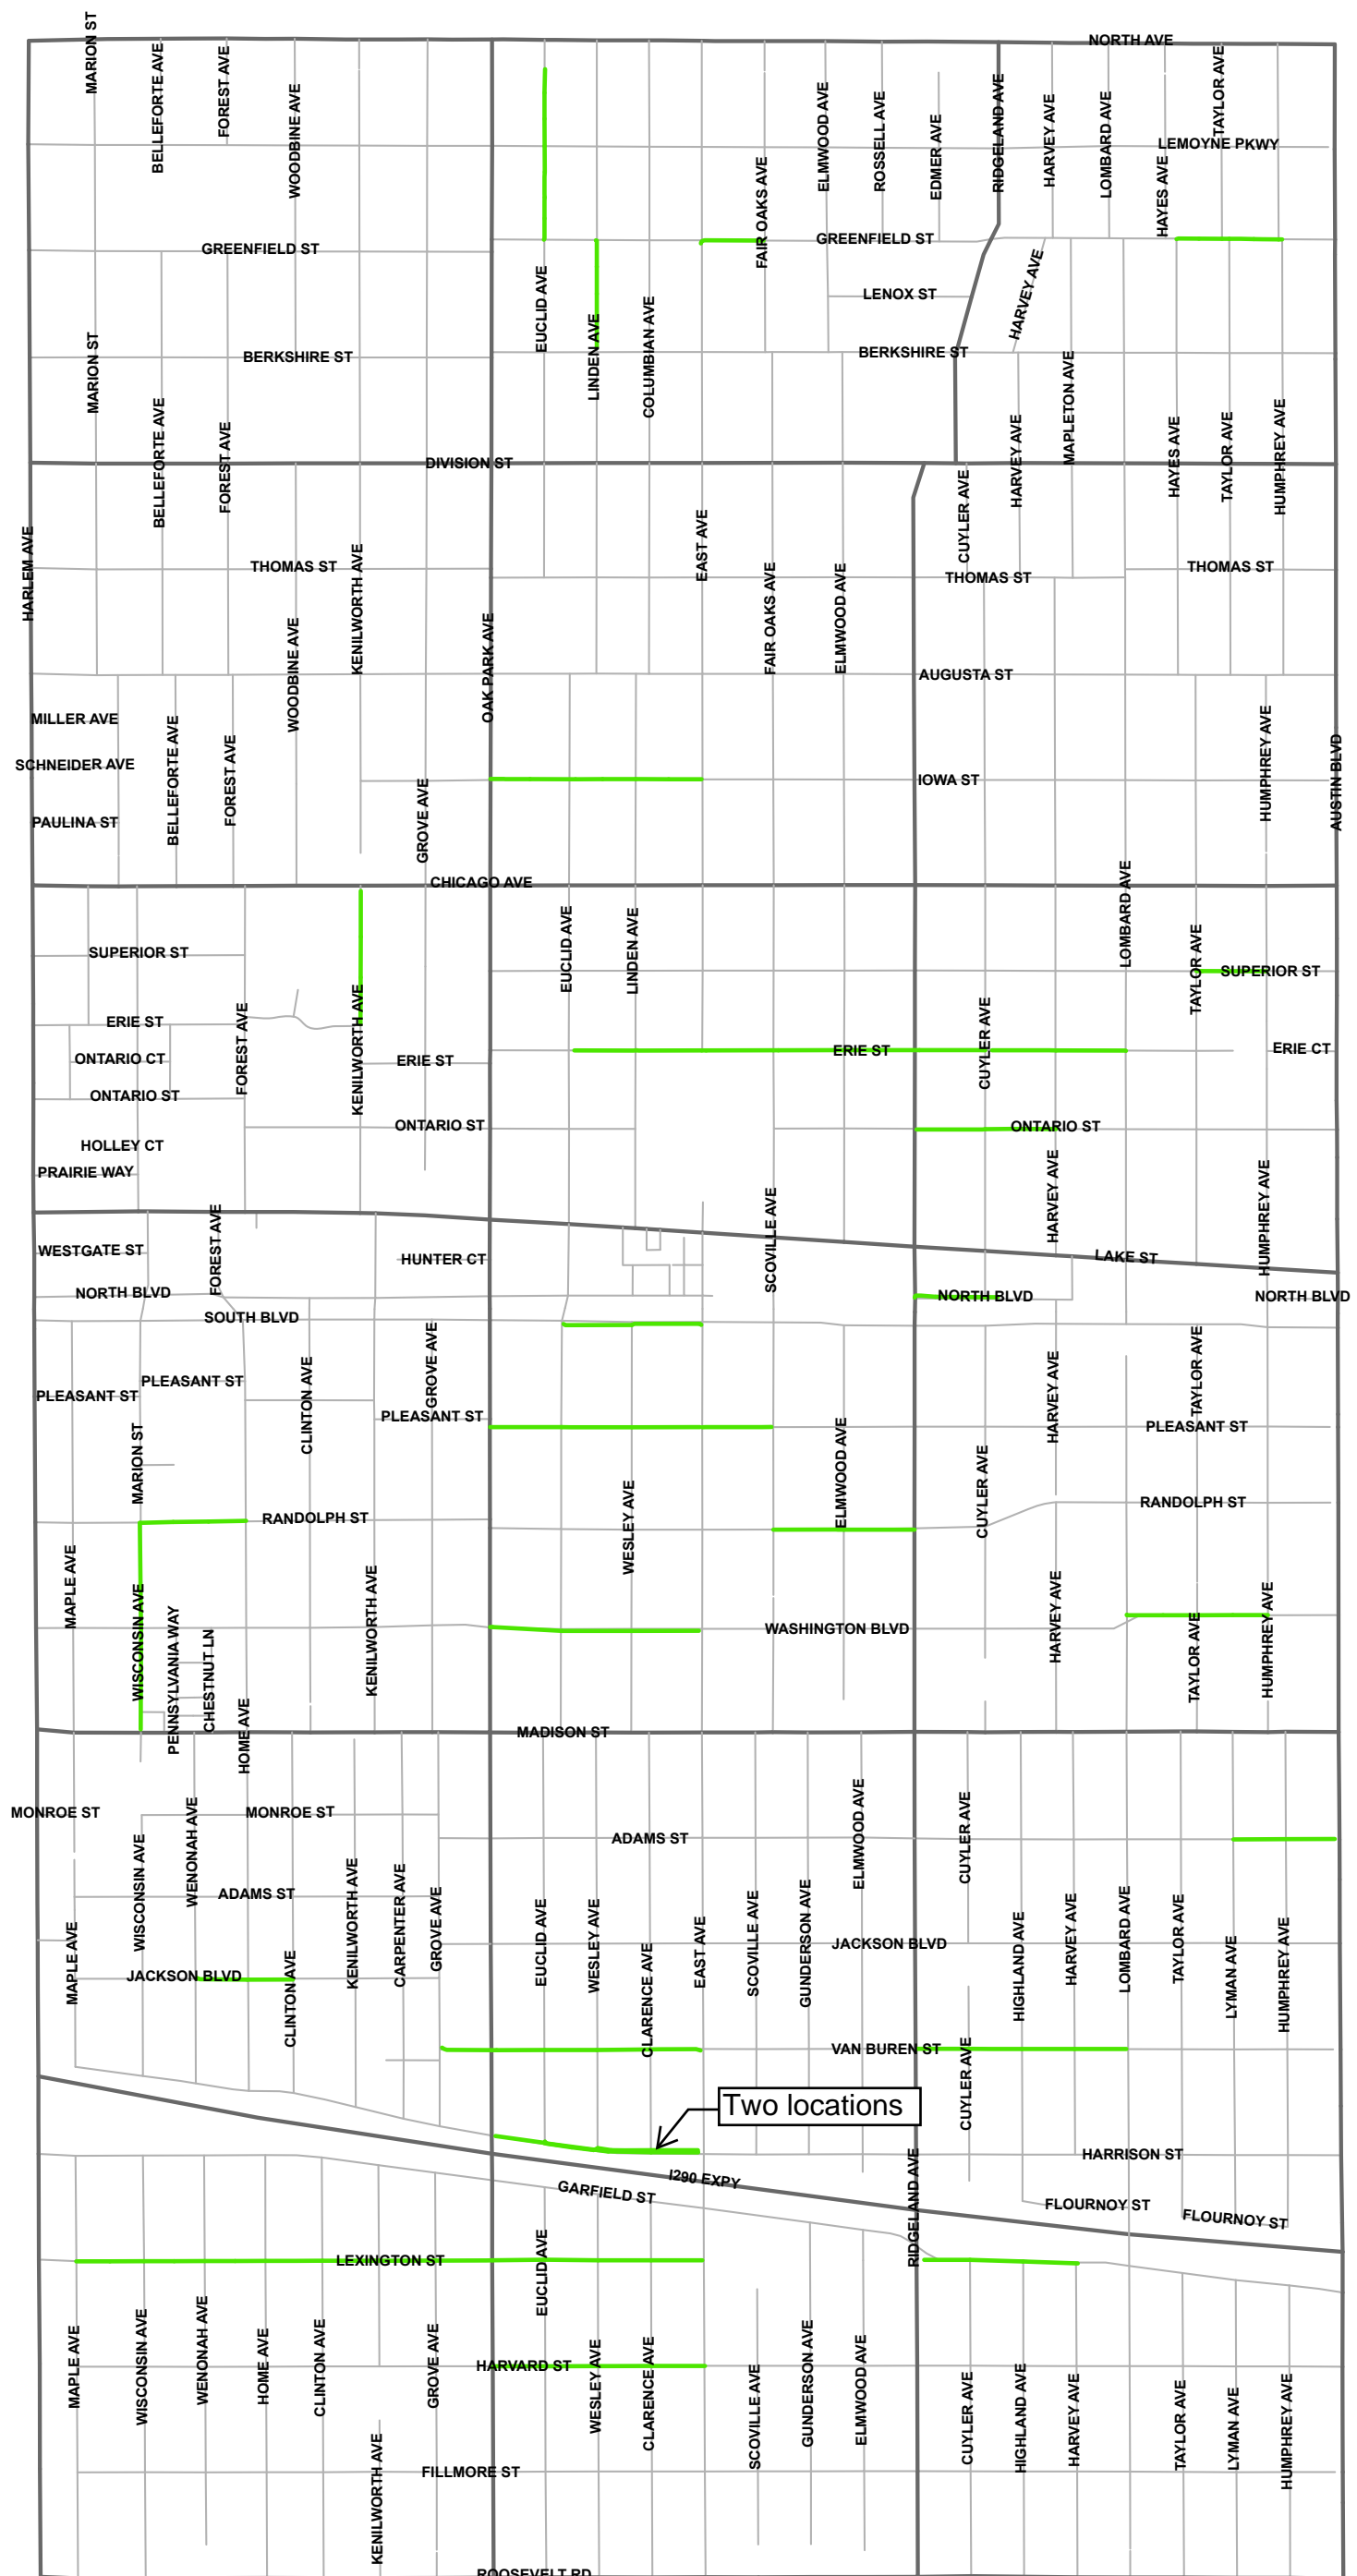 NORTH AVE
MARION ST
BELLEFORTE AVE
FOREST AVE
WOODBINE AVE
ELMWOOD AVE
ROSSELL AVE
EDMER AVE
RIDGELAND AVE
HARVEY AVE
LOMBARD AVE
TAYLOR AVE
LEMOYNE PKWY
HAYES AVE
FAIR OAKS AVE
GREENFIELD ST
GREENFIELD ST
EUCLID AVE
LINDEN AVE
COLUMBIAN AVE
LENOX ST
HARVEY AVE
MARION ST
BERKSHIRE ST
BERKSHIRE ST
MAPLETON AVE
BELLEFORTE AVE
FOREST AVE
HARVEY AVE
HAYES AVE
TAYLOR AVE
HUMPHREY AVE
DIVISION ST
CUYLER AVE
EAST AVE
HARLEM AVE
THOMAS ST
KENILWORTH AVE
FAIR OAKS AVE
ELMWOOD AVE
THOMAS ST
THOMAS ST
WOODBINE AVE
OAK PARK AVE
AUGUSTA ST
MILLER AVE
SCHNEIDER AVE
PAULINA ST
BELLEFORTE AVE
FOREST AVE
GROVE AVE
IOWA ST
HUMPHREY AVE
AUSTIN BLVD
CHICAGO AVE
LOMBARD AVE
SUPERIOR ST
EUCLID AVE
LINDEN AVE
TAYLOR AVE
SUPERIOR ST
ERIE ST
FOREST AVE
KENILWORTH AVE
CUYLER AVE
ONTARIO CT
ERIE ST
ERIE ST
ERIE CT
ONTARIO ST
ONTARIO ST
ONTARIO ST
HOLLEY CT
PRAIRIE WAY
HARVEY AVE
HUMPHREY AVE
SCOVILLE AVE
FOREST AVE
WESTGATE ST
HUNTER CT
LAKE ST
NORTH BLVD
NORTH BLVD
NORTH BLVD
SOUTH BLVD
GROVE AVE
CLINTON AVE
PLEASANT ST
PLEASANT ST
PLEASANT ST
HARVEY AVE
TAYLOR AVE
PLEASANT ST
MARION ST
ELMWOOD AVE
CUYLER AVE
WESLEY AVE
RANDOLPH ST
RANDOLPH ST
MAPLE AVE
WISCONSIN AVE
PENNSYLVANIA WAY
CHESTNUT LN
HOME AVE
KENILWORTH AVE
WASHINGTON BLVD
HARVEY AVE
TAYLOR AVE
HUMPHREY AVE
MADISON ST
MONROE ST
MONROE ST
WENONAH AVE
WISCONSIN AVE
ADAMS ST
ELMWOOD AVE
CUYLER AVE
ADAMS ST
MAPLE AVE
JACKSON BLVD
CLINTON AVE
KENILWORTH AVE
CARPENTER AVE
GROVE AVE
EUCLID AVE
WESLEY AVE
CLARENCE AVE
EAST AVE
SCOVILLE AVE
GUNDERSON AVE
JACKSON BLVD
HIGHLAND AVE
HARVEY AVE
LOMBARD AVE
TAYLOR AVE
LYMAN AVE
HUMPHREY AVE
VAN BUREN ST
CUYLER AVE
Two locations
HARRISON ST
I290 EXPY
GARFIELD ST
RIDGELAND AVE
FLOURNOY ST
FLOURNOY ST
LEXINGTON ST
EUCLID AVE
HARVARD ST
MAPLE AVE
WISCONSIN AVE
WENONAH AVE
HOME AVE
CLINTON AVE
GROVE AVE
WESLEY AVE
CLARENCE AVE
SCOVILLE AVE
GUNDERSON AVE
ELMWOOD AVE
CUYLER AVE
HIGHLAND AVE
HARVEY AVE
TAYLOR AVE
LYMAN AVE
HUMPHREY AVE
KENILWORTH AVE
FILLMORE ST
ROOSEVELT RD